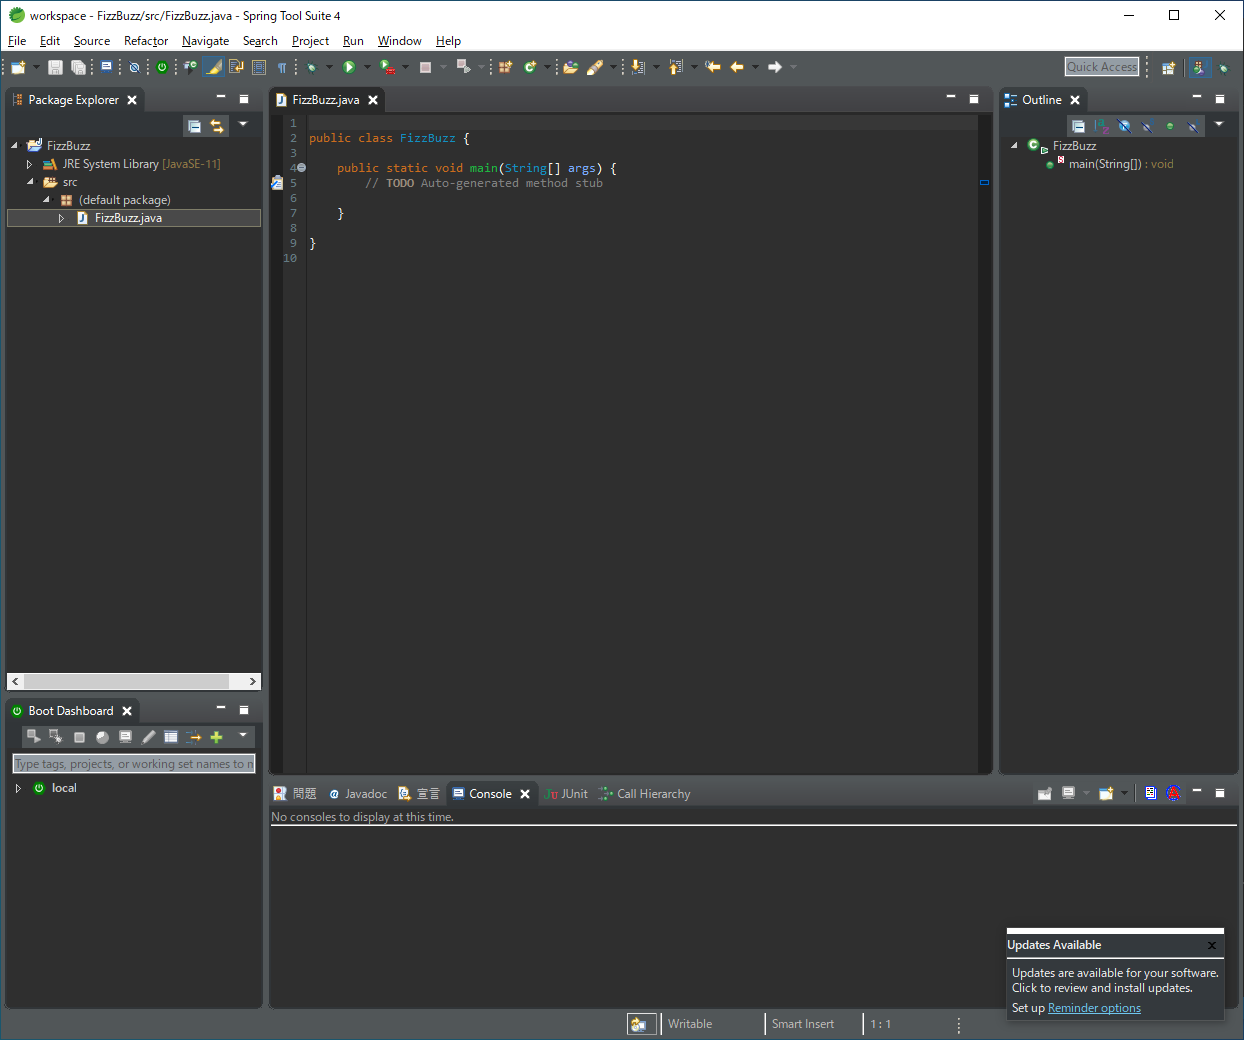 workspace - FizzBuzz/src/FizzBuzz.java - Spring Tool Suite 4
File Edit Source Refactor Navigate Search Project Run Window Help
Quick Access
Package Explorer
FizzBuzz
JRE System Library [JavaSE-11]
src
(default package)
FizzBuzz.java
FizzBuzz.java
1
2 public class FizzBuzz {
3
4 public static void main(String[] args) {
5 // TODO Auto-generated method stub
6
7 }
8
9 }
10
Outline
FizzBuzz
main(String[]) : void
Boot Dashboard
Type tags, projects, or working set names to
local
問題 Javadoc 宣言 Console JUnit Call Hierarchy
No consoles to display at this time.
Updates Available
Updates are available for your software.
Click to review and install updates.
Set up Reminder options
Writable Smart Insert 1 : 1